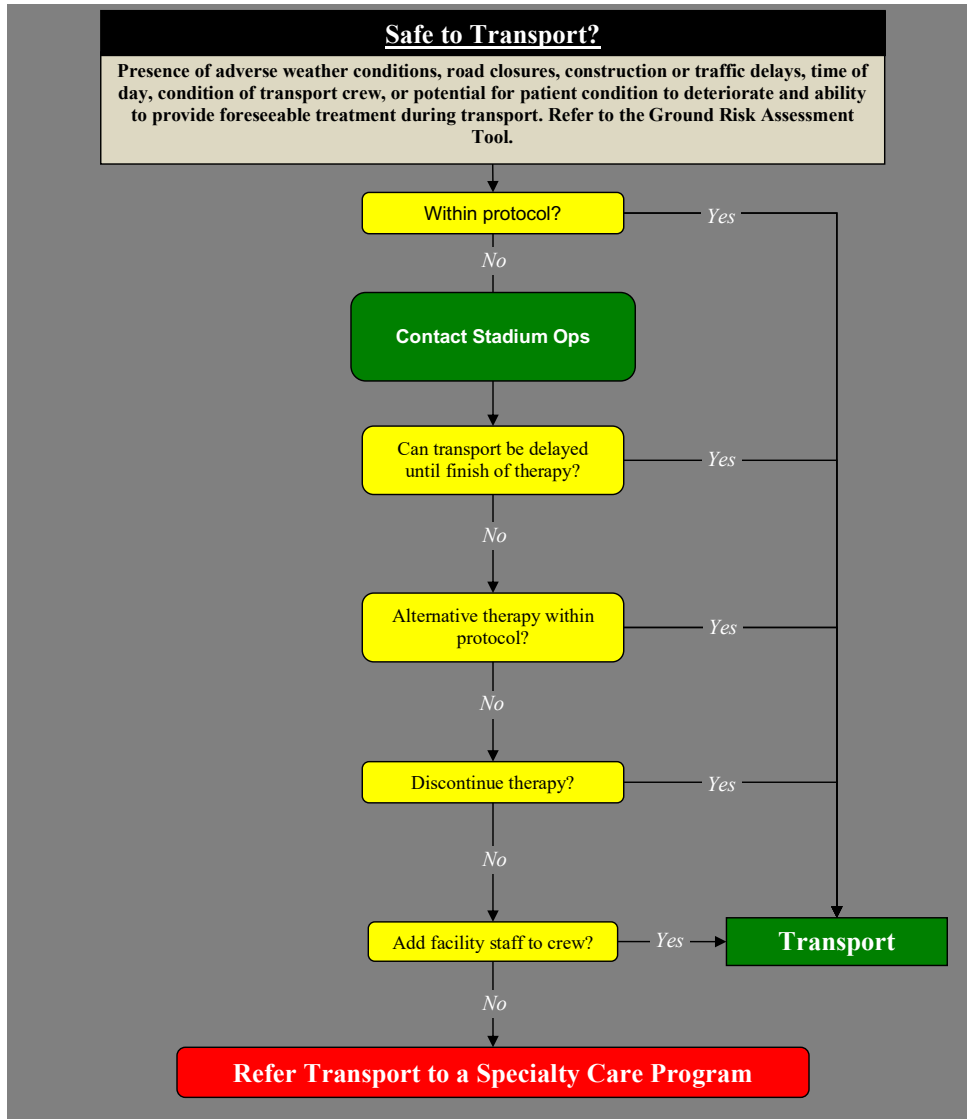 Safe to Transport?
Presence of adverse weather conditions, road closures, construction or traffic delays, time of
day, condition of transport crew, or potential for patient condition to deteriorate and ability
to provide foreseeable treatment during transport. Refer to the Ground Risk Assessment
Tool.
Within protocol?
Yes
No
Contact Stadium Ops
Can transport be delayed
until finish of therapy?
Yes
No
Alternative therapy within
protocol?
Yes
No
Discontinue therapy?
Yes
No
Add facility staff to crew?
Yes
Transport
No
Refer Transport to a Specialty Care Program